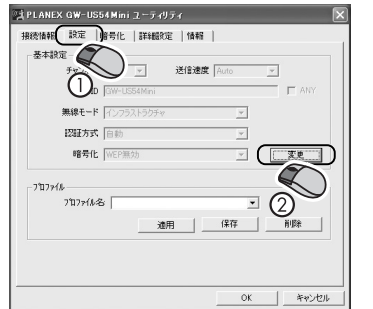 PLANEX GW-US54Mini ユーティリティ
接続情報 設定 暗号化 詳細設定 情報
基本設定
送信速度 Auto
① ID GW-US54Mini ANY
無線モード インフラストラクチャ
認証方式 自動
暗号化 WEP無効 変更
プロファイル
プロファイル名
②
適用 保存 削除
OK キャンセル